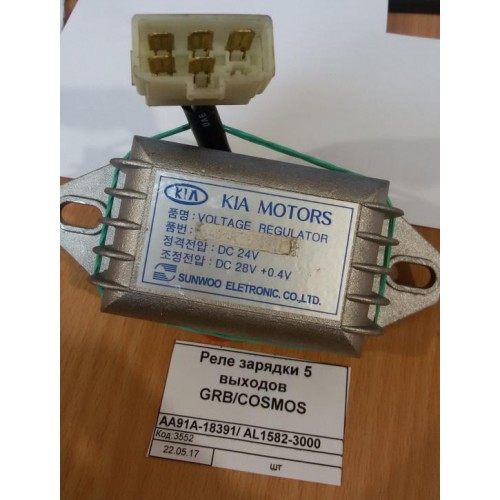 KIA KIA MOTORS
품명 : VOLTAGE REGULATOR
품번 :
정격전압 : DC 24V
조정전압 : DC 28V +0.4V
SUNWOO ELETRONIC. CO.,LTD.
Реле зарядки 5
выходов
GRB/COSMOS
AA91A-18391/ AL1582-3000
Код:3552
22.05.17
шт